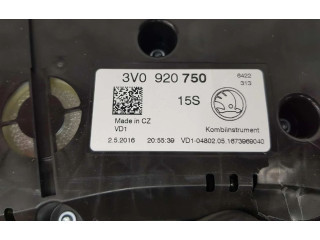 3V0 920 750
6422
313
15S
Made in CZ
VD1
Kombiinstrument
2.5.2016 20:55:39 VD1-04802.05.1673969040